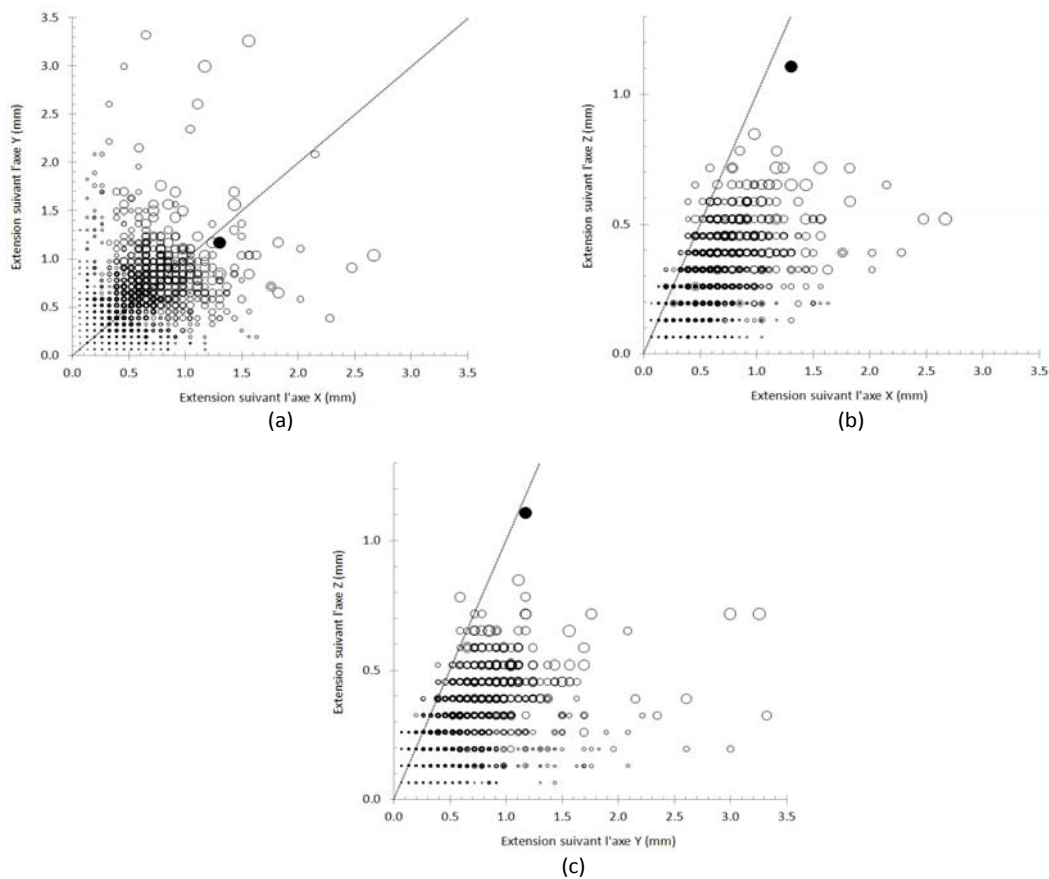 3.5
3.0
2.5
2.0
1.5
1.0
0.5
0.0
Extension suivant l'axe Y (mm)
0.0 0.5 1.0 1.5 2.0 2.5 3.0 3.5
Extension suivant l'axe X (mm)
(a)
1.0
0.5
0.0
Extension suivant l'axe Z (mm)
0.0 0.5 1.0 1.5 2.0 2.5 3.0 3.5
Extension suivant l'axe X (mm)
(b)
1.0
0.5
0.0
Extension suivant l'axe Z (mm)
0.0 0.5 1.0 1.5 2.0 2.5 3.0 3.5
Extension suivant l'axe Y (mm)
(c)